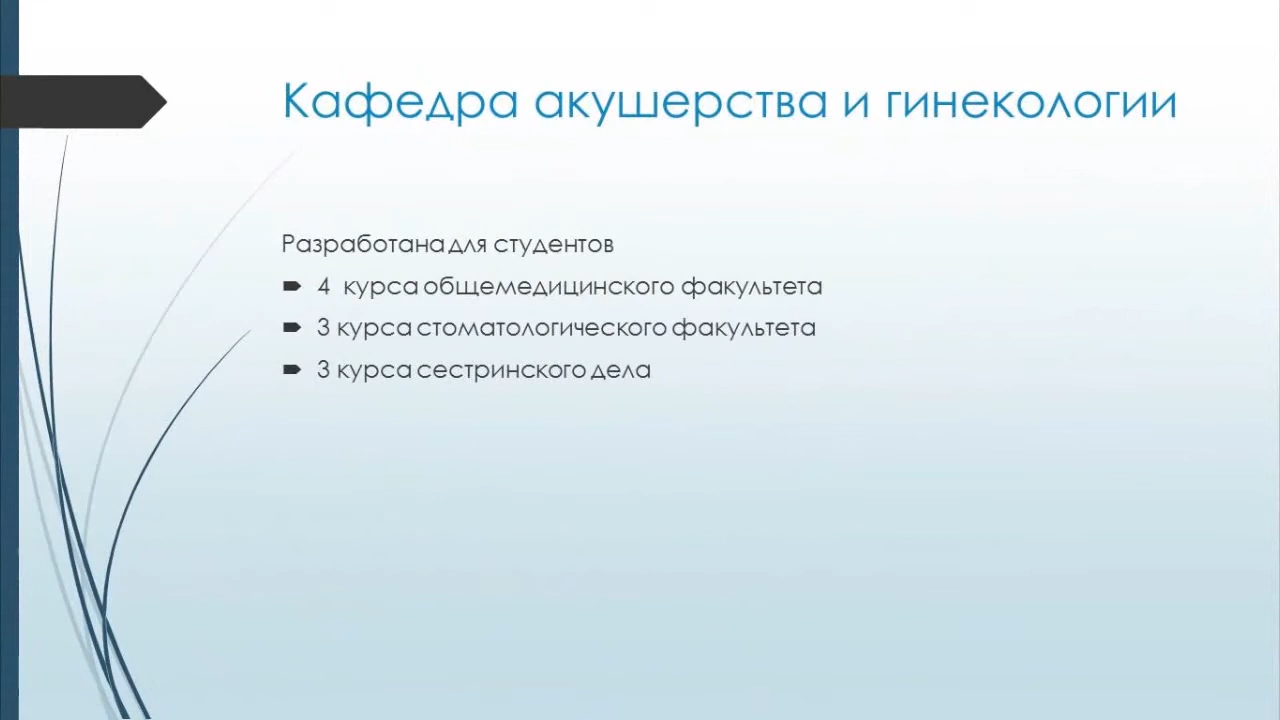 Кафедра акушерства и гинекологии
Разработана для студентов
4 курса общемедицинского факультета
3 курса стоматологического факультета
3 курса сестринского дела